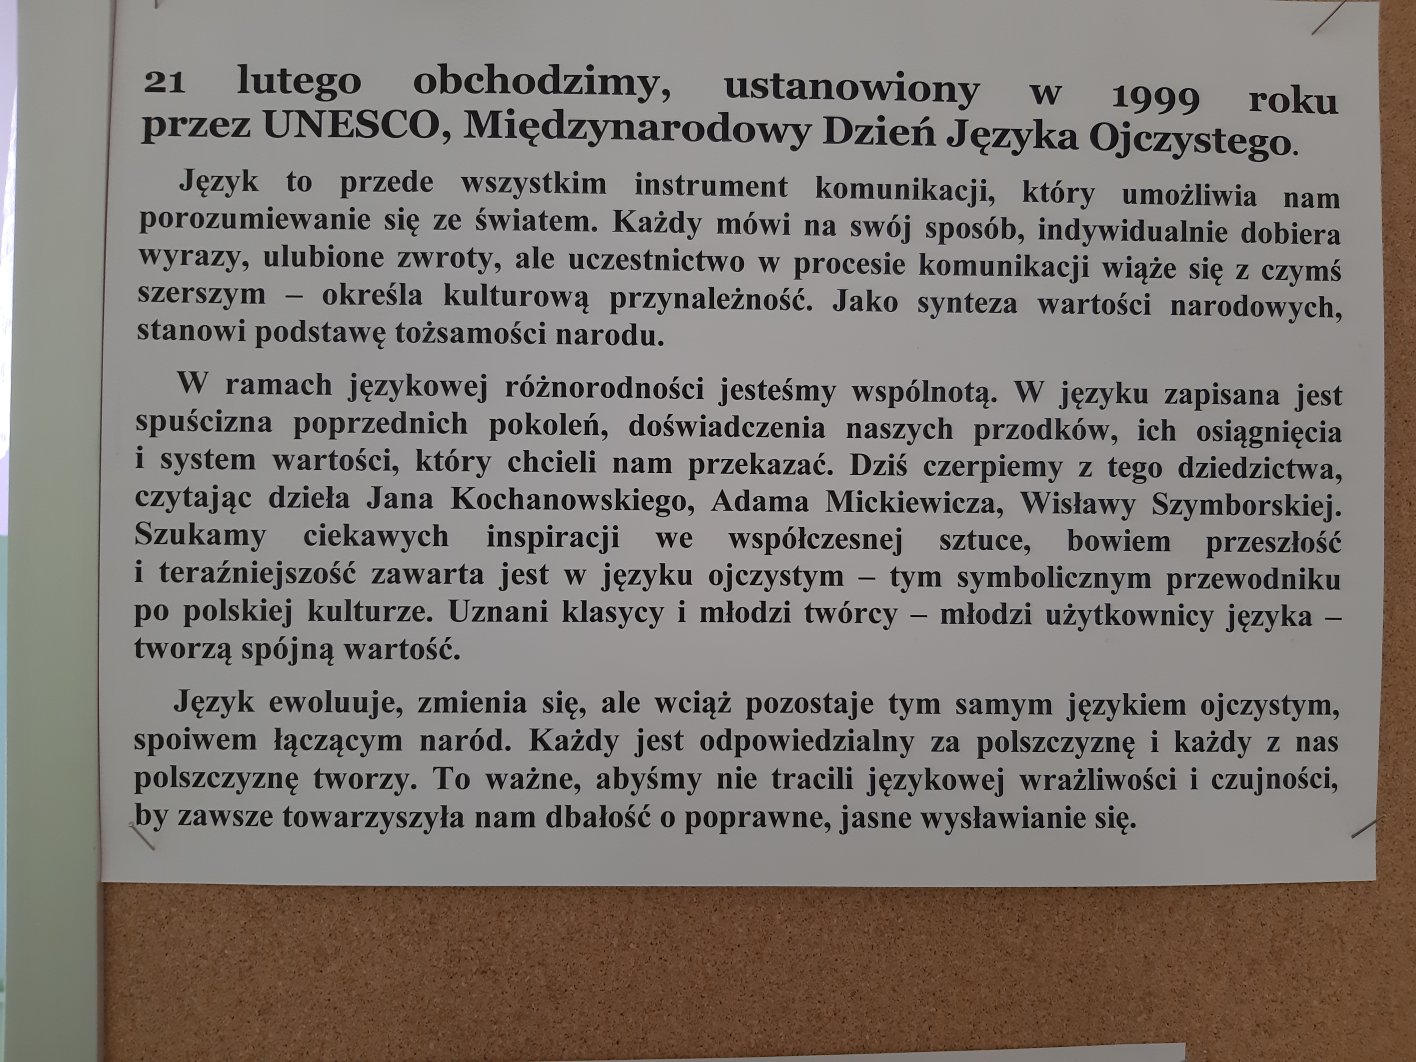 21 lutego obchodzimy, ustanowiony w 1999 roku
przez UNESCO, Międzynarodowy Dzień Języka Ojczystego.
Język to przede wszystkim instrument komunikacji, który umożliwia nam
porozumiewanie się ze światem. Każdy mówi na swój sposób, indywidualnie dobiera
wyrazy, ulubione zwroty, ale uczestnictwo w procesie komunikacji wiąże się z czymś
szerszym – określa kulturową przynależność. Jako synteza wartości narodowych,
stanowi podstawę tożsamości narodu.
W ramach językowej różnorodności jesteśmy wspólnotą. W języku zapisana jest
spuścizna poprzednich pokoleń, doświadczenia naszych przodków, ich osiągnięcia
i system wartości, który chcieli nam przekazać. Dziś czerpiemy z tego dziedzictwa,
czytając dzieła Jana Kochanowskiego, Adama Mickiewicza, Wisławy Szymborskiej.
Szukamy ciekawych inspiracji we współczesnej sztuce, bowiem przeszłość
i teraźniejszość zawarta jest w języku ojczystym – tym symbolicznym przewodniku
po polskiej kulturze. Uznani klasycy i młodzi twórcy – młodzi użytkownicy języka –
tworzą spójną wartość.
Język ewoluuje, zmienia się, ale wciąż pozostaje tym samym językiem ojczystym,
spoiwem łączącym naród. Każdy jest odpowiedzialny za polszczyznę i każdy z nas
polszczyznę tworzy. To ważne, abyśmy nie tracili językowej wrażliwości i czujności,
by zawsze towarzyszyła nam dbałość o poprawne, jasne wysławianie się.